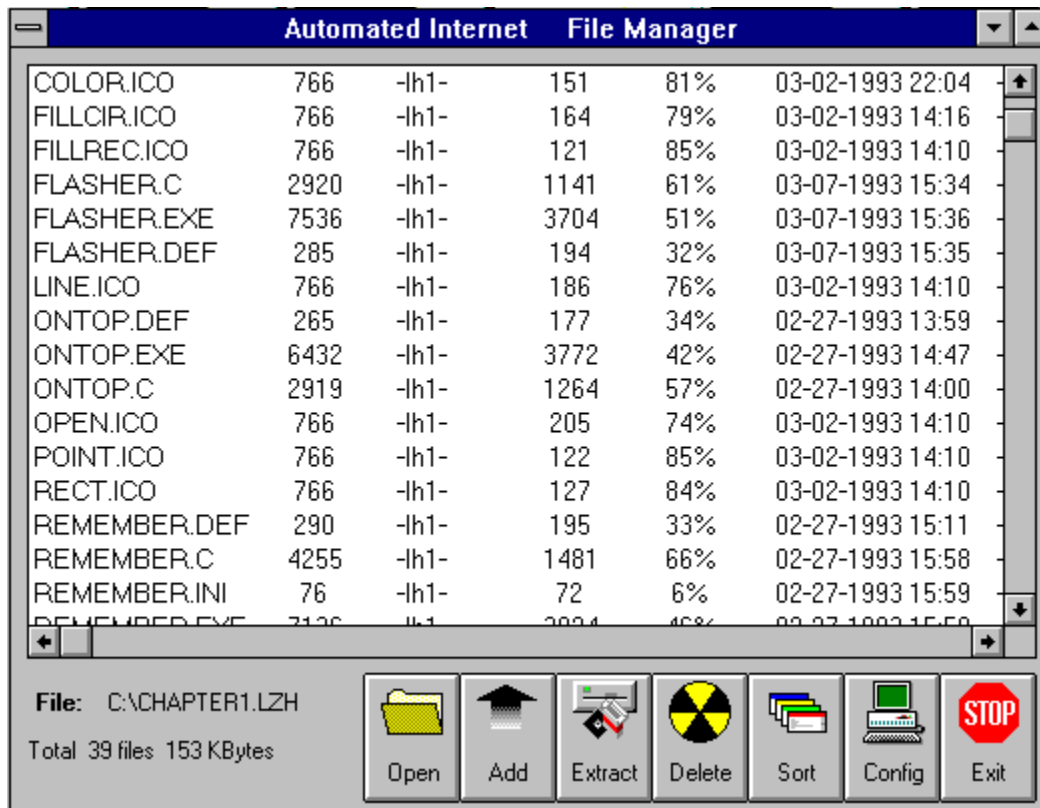 Automated Internet File Manager
COLOR.ICO 766 -lh1- 151 81% 03-02-1993 22:04
FILLCIR.ICO 766 -lh1- 164 79% 03-02-1993 14:16
FILLREC.ICO 766 -lh1- 121 85% 03-02-1993 14:10
FLASHER.C 2920 -lh1- 1141 61% 03-07-1993 15:34
FLASHER.EXE 7536 -lh1- 3704 51% 03-07-1993 15:36
FLASHER.DEF 285 -lh1- 194 32% 03-07-1993 15:35
LINE.ICO 766 -lh1- 186 76% 03-02-1993 14:10
ONTOP.DEF 265 -lh1- 177 34% 02-27-1993 13:59
ONTOP.EXE 6432 -lh1- 3772 42% 02-27-1993 14:47
ONTOP.C 2919 -lh1- 1264 57% 02-27-1993 14:00
OPEN.ICO 766 -lh1- 205 74% 03-02-1993 14:10
POINT.ICO 766 -lh1- 122 85% 03-02-1993 14:10
RECT.ICO 766 -lh1- 127 84% 03-02-1993 14:10
REMEMBER.DEF 290 -lh1- 195 33% 02-27-1993 15:11
REMEMBER.C 4255 -lh1- 1481 66% 02-27-1993 15:58
REMEMBER.INI 76 -lh1- 72 6% 02-27-1993 15:59
REMEMBER.EXE
File: C:\CHAPTER1.LZH
Total 39 files 153 KBytes
Open Add Extract Delete Sort Config Exit
STOP